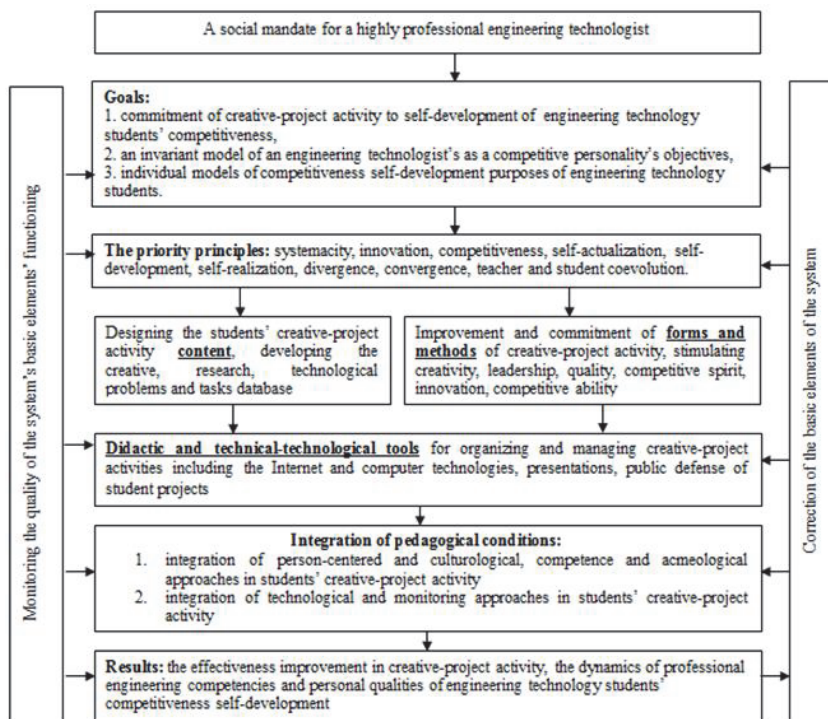 A social mandate for a highly professional engineering technologist
Monitoring the quality of the system's basic elements' functioning
Goals:
1. commitment of creative-project activity to self-development of engineering technology
students' competitiveness,
2. an invariant model of an engineering technologist's as a competitive personality's objectives,
3. individual models of competitiveness self-development purposes of engineering technology
students.
The priority principles: systemacity, innovation, competitiveness, self-actualization, self-
development, self-realization, divergence, convergence, teacher and student coevolution.
Designing the students' creative-project
activity content, developing the
creative, research, technological
problems and tasks database
Improvement and commitment of forms and
methods of creative-project activity, stimulating
creativity, leadership, quality, competitive spirit,
innovation, competitive ability
Didactic and technical-technological tools for organizing and managing creative-project
activities including the Internet and computer technologies, presentations, public defense of
student projects
Integration of pedagogical conditions:
1. integration of person-centered and culturological, competence and acmeological
approaches in students' creative-project activity
2. integration of technological and monitoring approaches in students' creative-project
activity
Results: the effectiveness improvement in creative-project activity, the dynamics of professional
engineering competencies and personal qualities of engineering technology students'
competitiveness self-development
Correction of the basic elements of the system